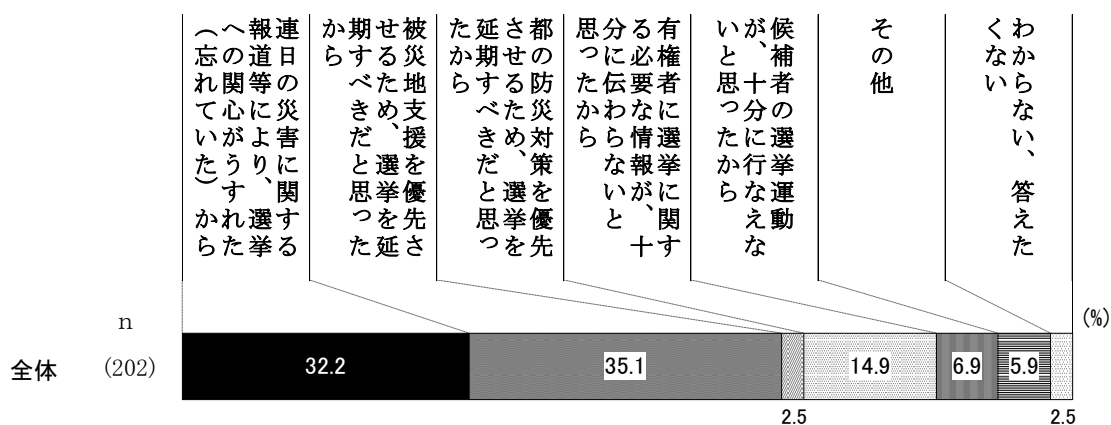 連日の災害に関する
報道等により、選挙
への関心がうすれた
（忘れていた）から
被災地支援を優先さ
せるため、選挙を延
期すべきだと思った
から
都の防災対策を優先
させるため、選挙を
延期すべきだと思っ
たから
有権者に選挙に関す
る必要な情報が、十
分に伝わらないと
思ったから
候補者の選挙運動
が、十分に行なえな
いと思ったから
その他
わからない、答えた
くない
(%)
n
全体 (202) 32.2 35.1 14.9 6.9 5.9
2.5 2.5